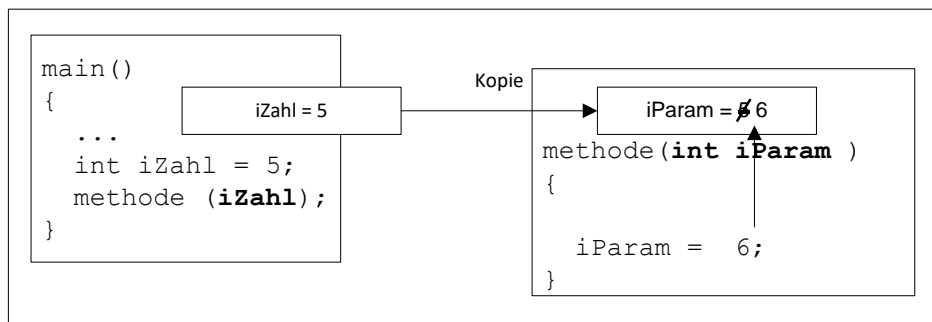 main()
{
iZahl = 5
...
int iZahl = 5;
methode (iZahl);
}
Kopie
iParam = 5 6
methode(int iParam )
{
iParam = 6;
}